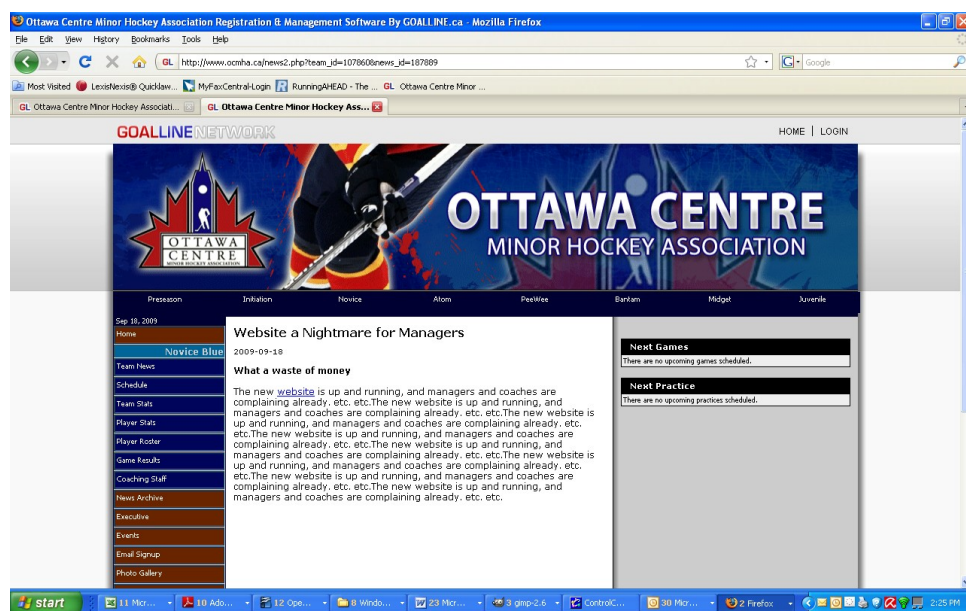 Ottawa Centre Minor Hockey Association Registration & Management Software By GOALLINE.ca - Mozilla Firefox
File Edit View History Bookmarks Tools Help
GL http://www.ocmha.ca/news2.php?team_id=107860&news_id=187889
G Google
Most Visited LexisNexis® Quicklaw... MyFaxCentral-Login RunningAHEAD - The ... GL Ottawa Centre Minor ...
GL Ottawa Centre Minor Hockey Associati... GL Ottawa Centre Minor Hockey Ass...
GOALLINE NETWORK HOME | LOGIN
OTTAWA
CENTRE
MINOR HOCKEY ASSOCIATION
OTTAWA CENTRE
MINOR HOCKEY ASSOCIATION
Preseason Initiation Novice Atom PeeWee Bantam Midget Juvenile
Sep 18, 2009
Home
Novice Blue
Team News
Schedule
Team Stats
Player Stats
Player Roster
Game Results
Coaching Staff
News Archive
Executive
Events
Email Signup
Photo Gallery
Website a Nightmare for Managers
2009-09-18
What a waste of money
The new website is up and running, and managers and coaches are
complaining already. etc. etc.The new website is up and running, and
managers and coaches are complaining already. etc. etc.The new website is
up and running, and managers and coaches are complaining already. etc.
etc.The new website is up and running, and managers and coaches are
complaining already. etc. etc.The new website is up and running, and
managers and coaches are complaining already. etc. etc.The new website is
up and running, and managers and coaches are complaining already. etc.
etc.The new website is up and running, and managers and coaches are
complaining already. etc. etc.The new website is up and running, and
managers and coaches are complaining already. etc. etc.
Next Games
There are no upcoming games scheduled.
Next Practice
There are no upcoming practices scheduled.
start 11 Micr... 10 Ado... 12 Ope... 8 Windo... 23 Micr... 3 gimp-2.6 ControlC... 30 Micr... 2 Firefox 2:25 PM